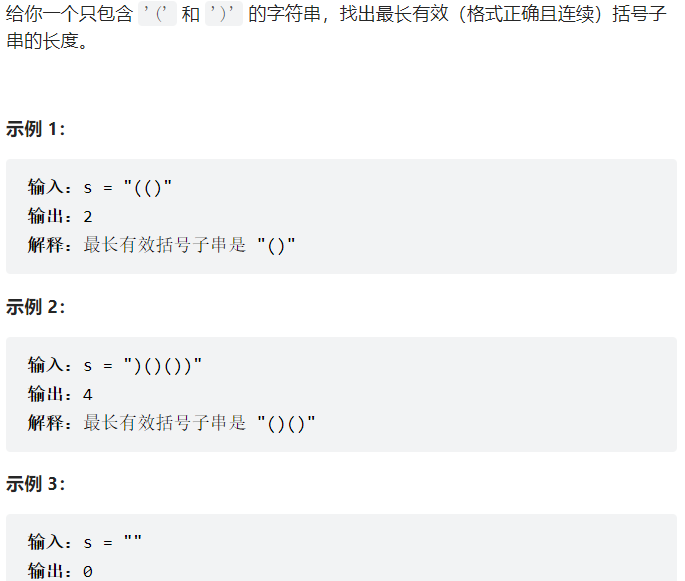 给你一个只包含 '(' 和 ')' 的字符串，找出最长有效（格式正确且连续）括号子
串的长度。
示例 1：
输入：s = "(()"
输出：2
解释：最长有效括号子串是 "()"
示例 2：
输入：s = ")()())"
输出：4
解释：最长有效括号子串是 "()()"
示例 3：
输入：s = ""
输出：0